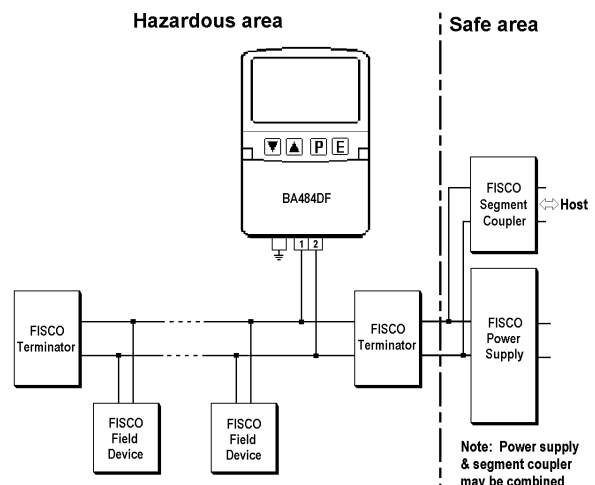 Hazardous area
Safe area
P E
BA484DF
1 2
FISCO
Segment
Coupler
Host
FISCO
Terminator
FISCO
Terminator
FISCO
Power
Supply
FISCO
Field
Device
FISCO
Field
Device
Note: Power supply
& segment coupler
may be combined